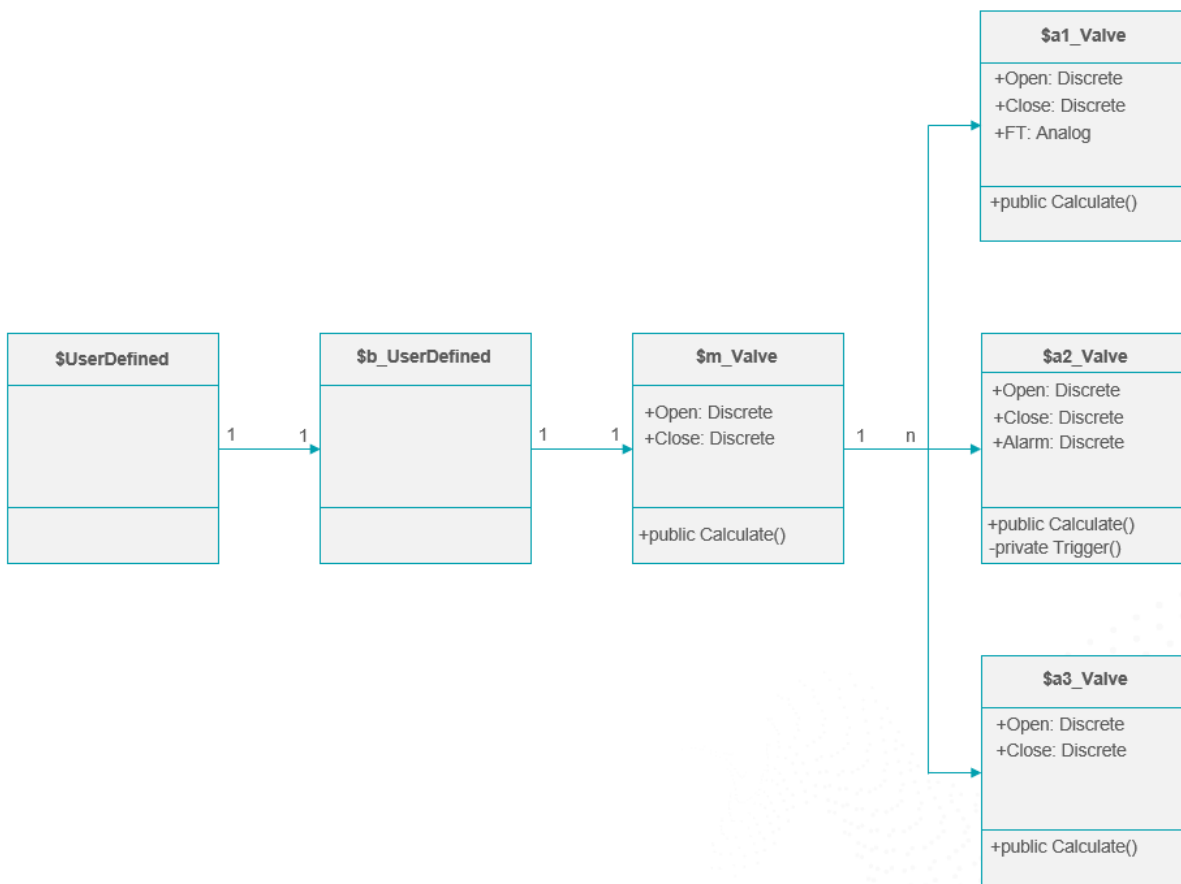 $a1_Valve
+Open: Discrete
+Close: Discrete
+FT: Analog
+public Calculate()
$UserDefined
1
1
$b_UserDefined
1
1
$m_Valve
+Open: Discrete
+Close: Discrete
+public Calculate()
1
n
$a2_Valve
+Open: Discrete
+Close: Discrete
+Alarm: Discrete
+public Calculate()
-private Trigger()
$a3_Valve
+Open: Discrete
+Close: Discrete
+public Calculate()